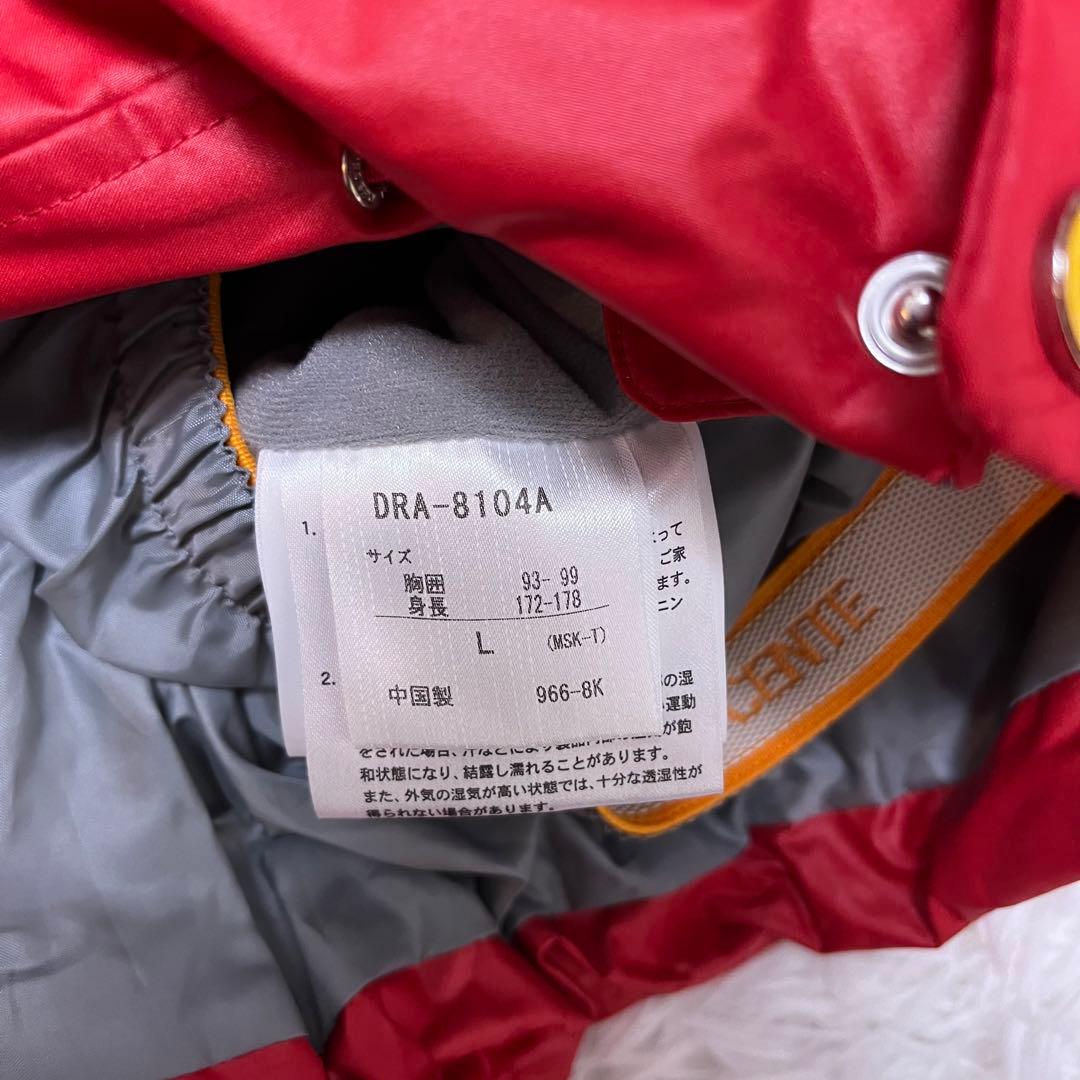 DRA-8104A
サイズ
胸囲 93- 99
身長 172-178
L (MSK-T)
中国製 966-8K
1.
って
ご家
ます。
ニン
2.
の湿
運動
が飽
をされた場合、汗などにより製品内部の
和状態になり、結露し濡れることがあります。
また、外気の湿気が高い状態では、十分な透湿性が
得られない場合があります。
CENTE